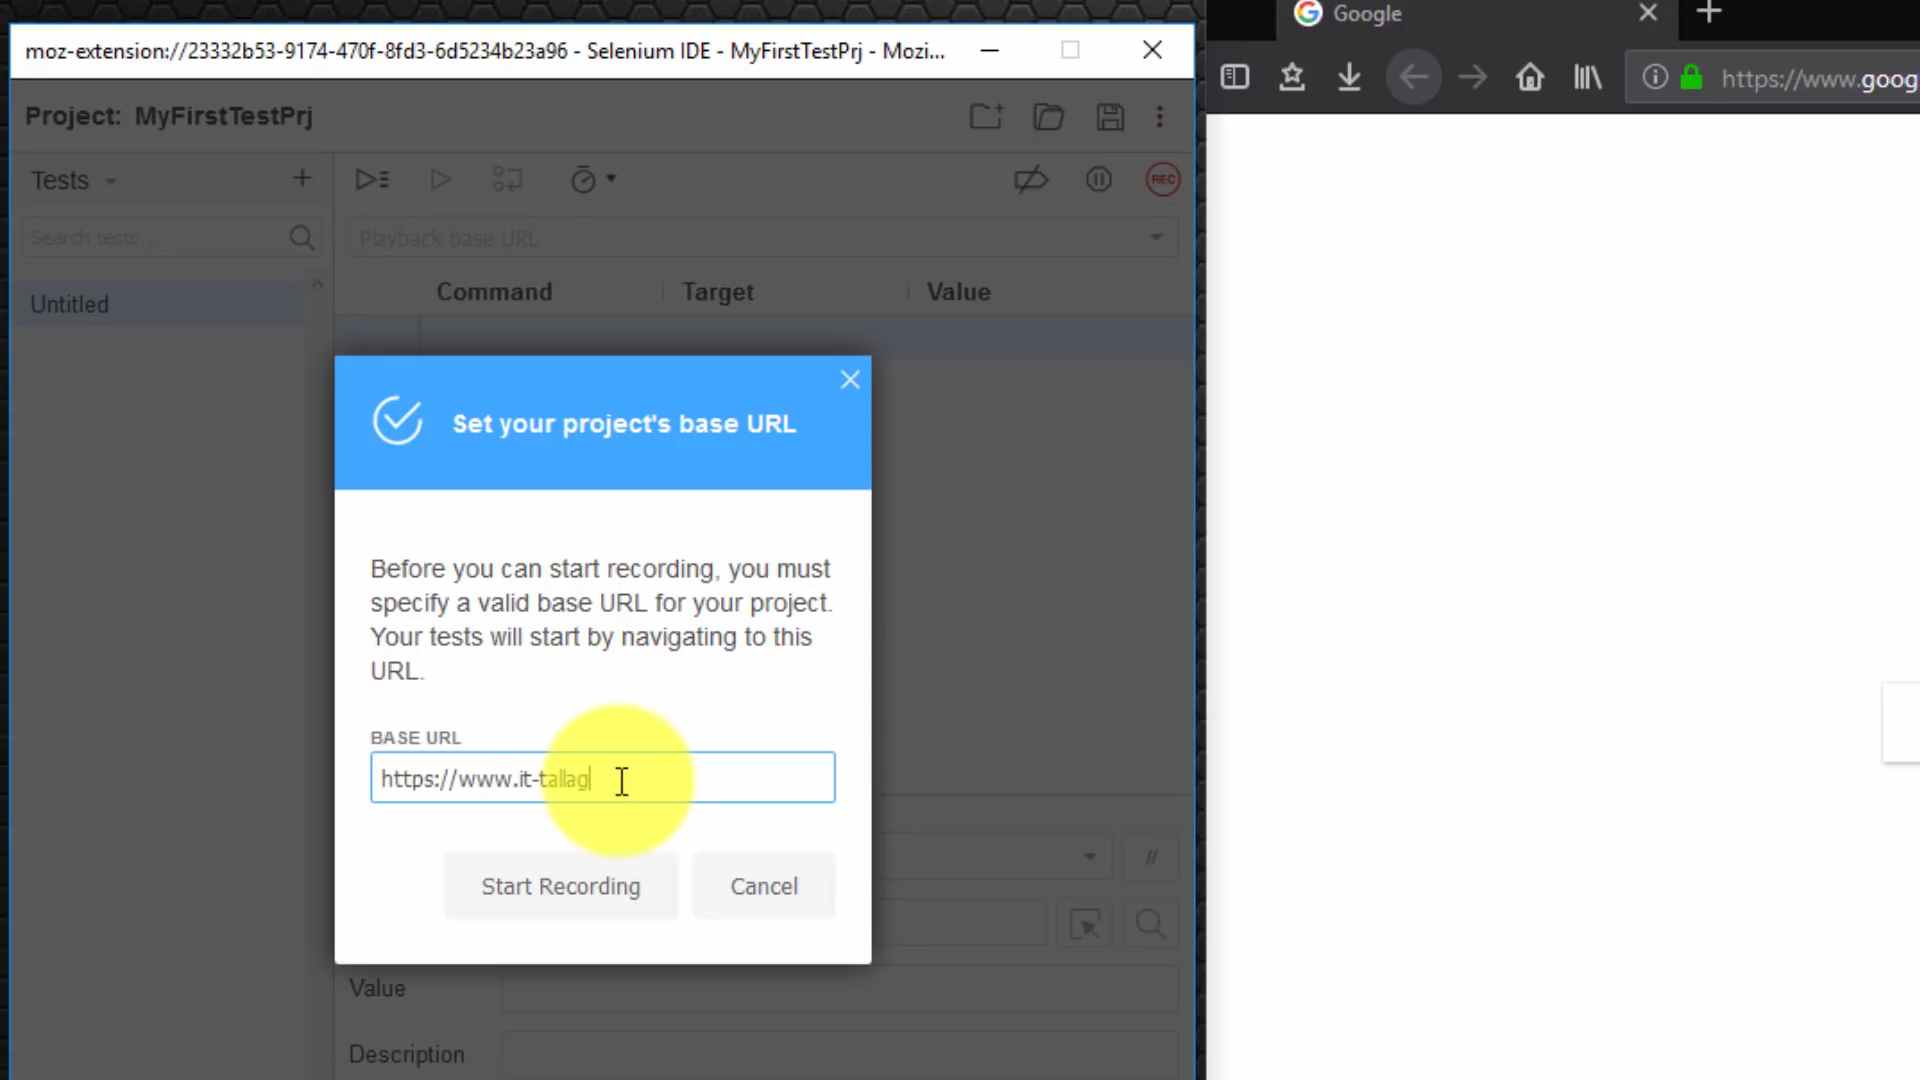 moz-extension://23332b53-9174-470f-8fd3-6d5234b23a96 - Selenium IDE - MyFirstTestPrj - Mozi...
Google
https://www.goog
Project: MyFirstTestPrj
Tests
REC
Search tests...
Playback base URL
Command
Target
Value
Untitled
Set your project's base URL
Before you can start recording, you must
specify a valid base URL for your project.
Your tests will start by navigating to this
URL.
BASE URL
https://www.it-tallag
//
Start Recording
Cancel
Value
Description